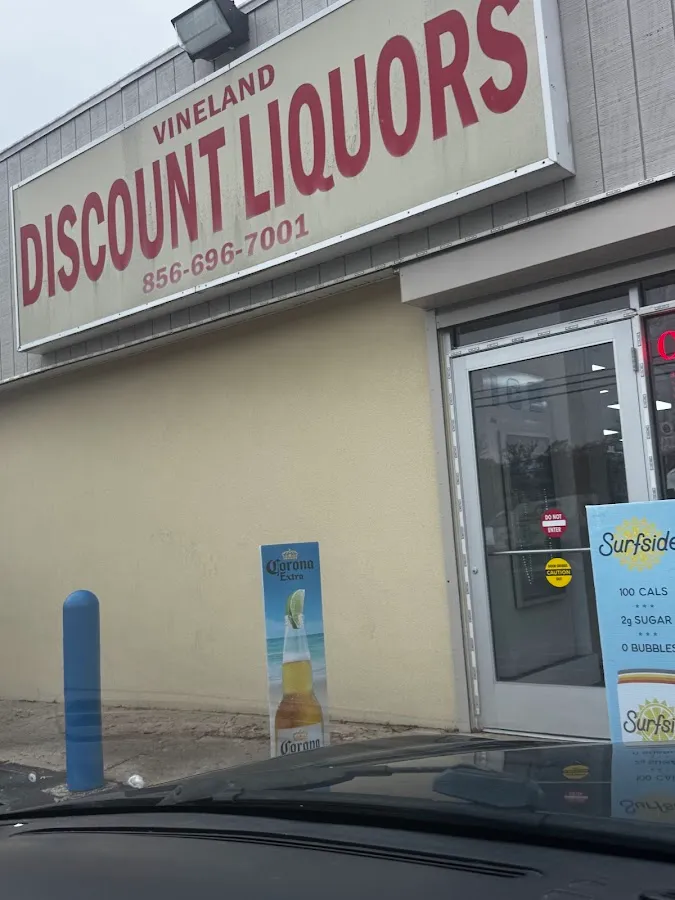 VINELAND
DISCOUNT LIQUORS
856-696-7001
DO NOT
ENTER
CAUTION
Corona
Extra
Corona
Surfside
100 CALS
2g SUGAR
0 BUBBLES
Surfsi